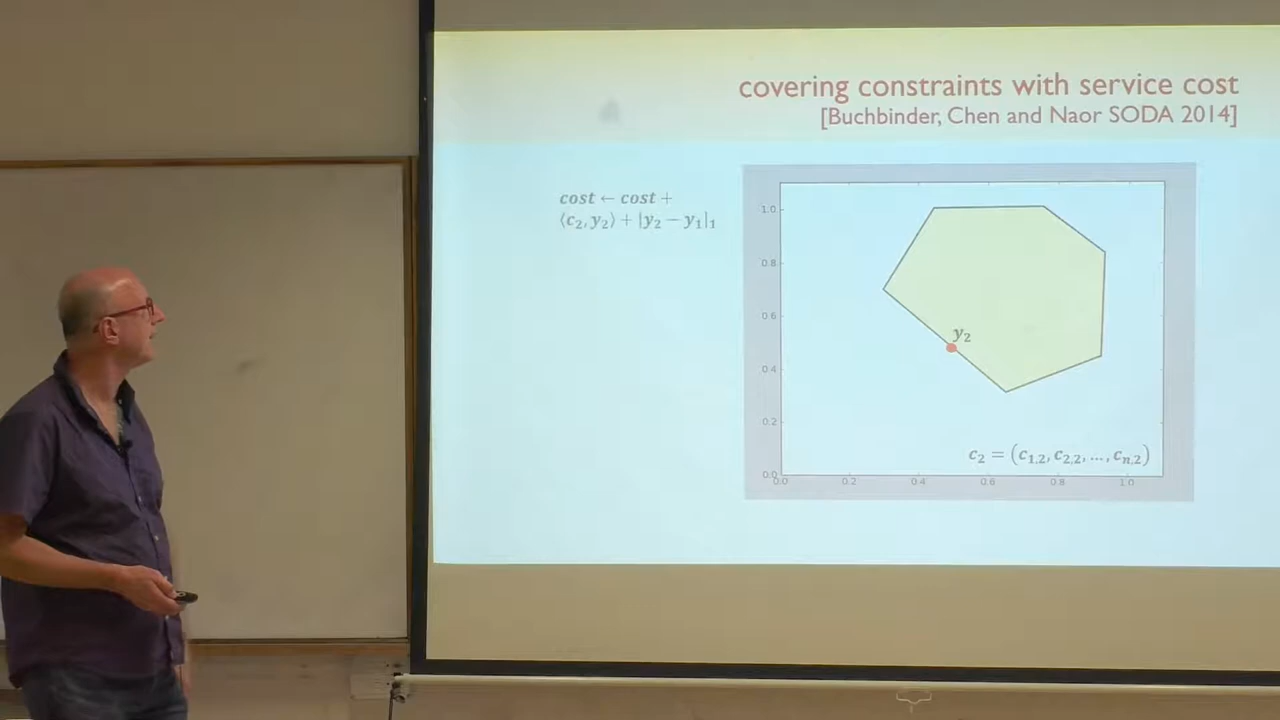 covering constraints with service cost
[Buchbinder, Chen and Naor SODA 2014]
cost ← cost +
⟨c₂, y₂⟩ + |y₂ − y₁|₁
1.0
0.8
0.6
0.4
0.2
0.0
y₂
c₂ = (c₁,₂, c₂,₂, …, cₙ,₂)
0.0 0.2 0.4 0.6 0.8 1.0